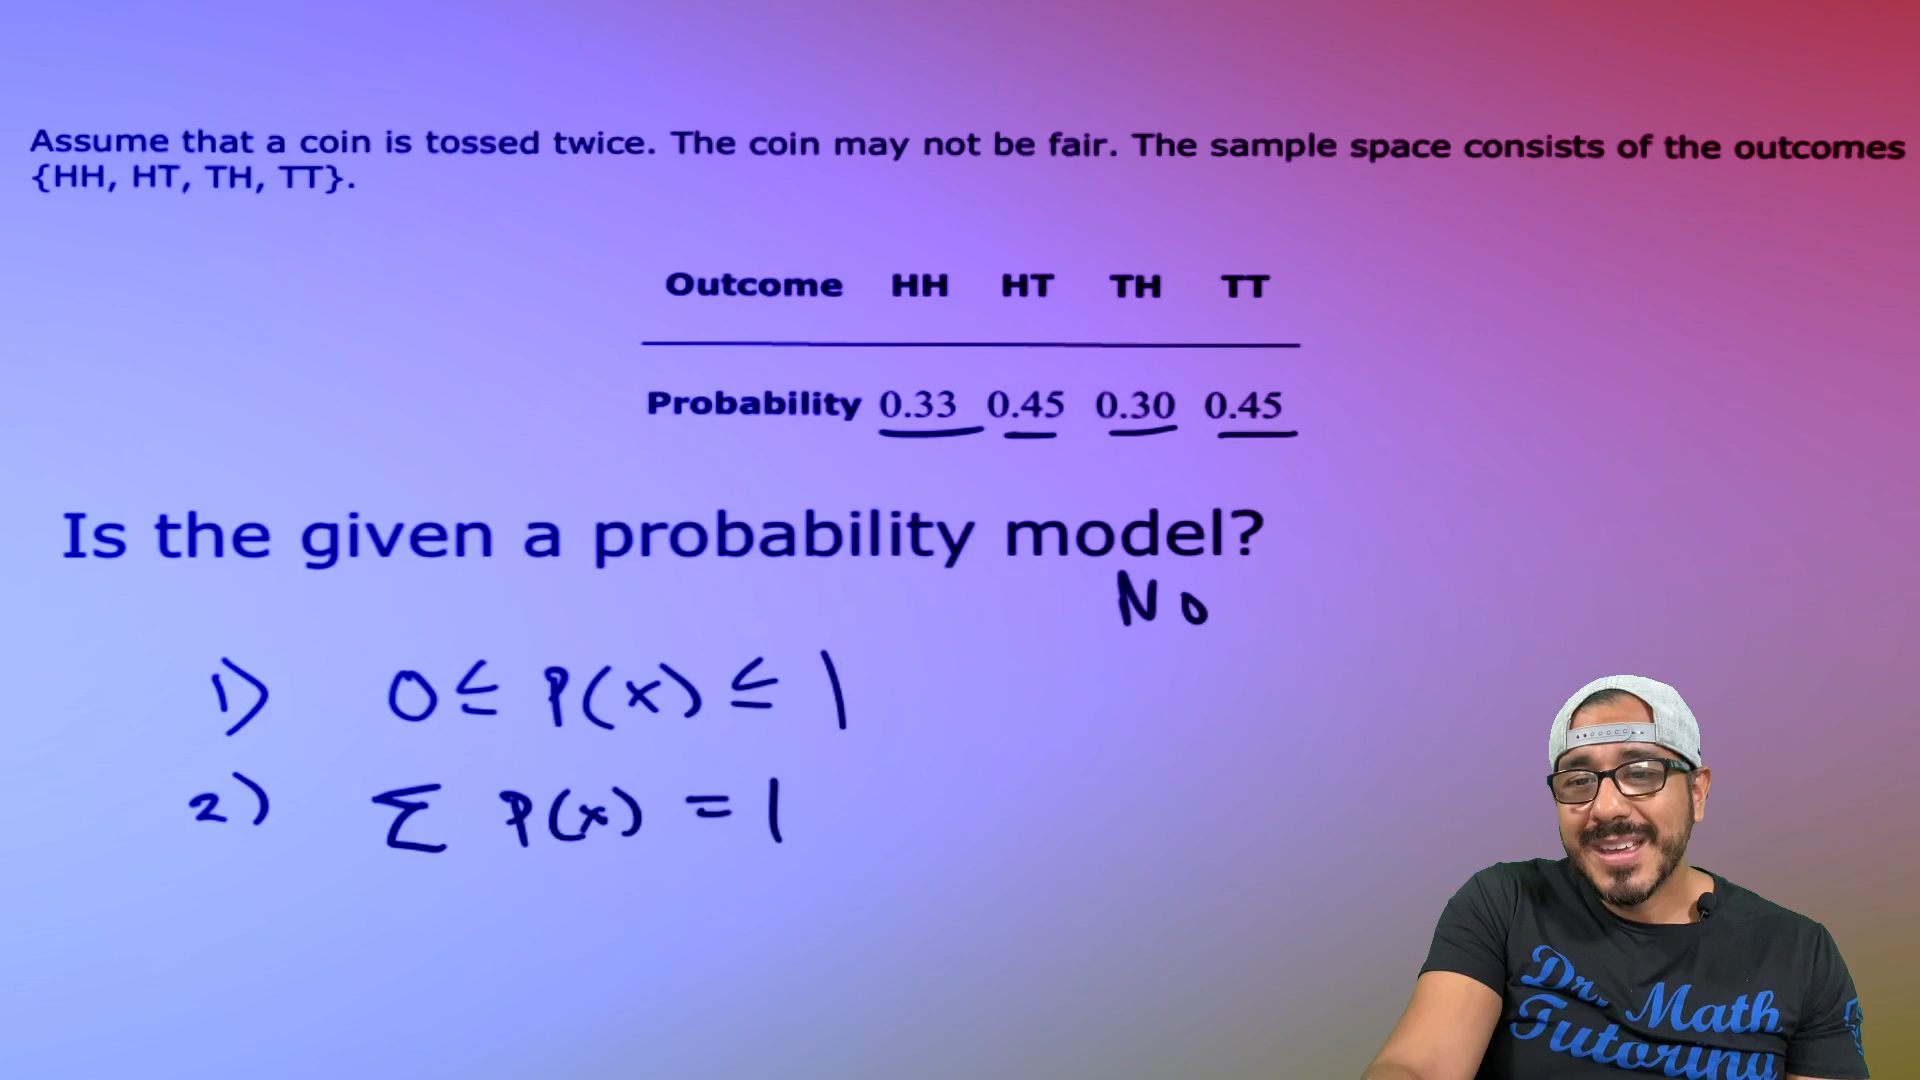 Assume that a coin is tossed twice. The coin may not be fair. The sample space consists of the outcomes
{HH, HT, TH, TT}.
Outcome HH HT TH TT
Probability 0.33 0.45 0.30 0.45
Is the given a probability model?
No
1) 0 ≤ P(x) ≤ 1
2) Σ P(x) = 1
Dr. Math
Tutoring